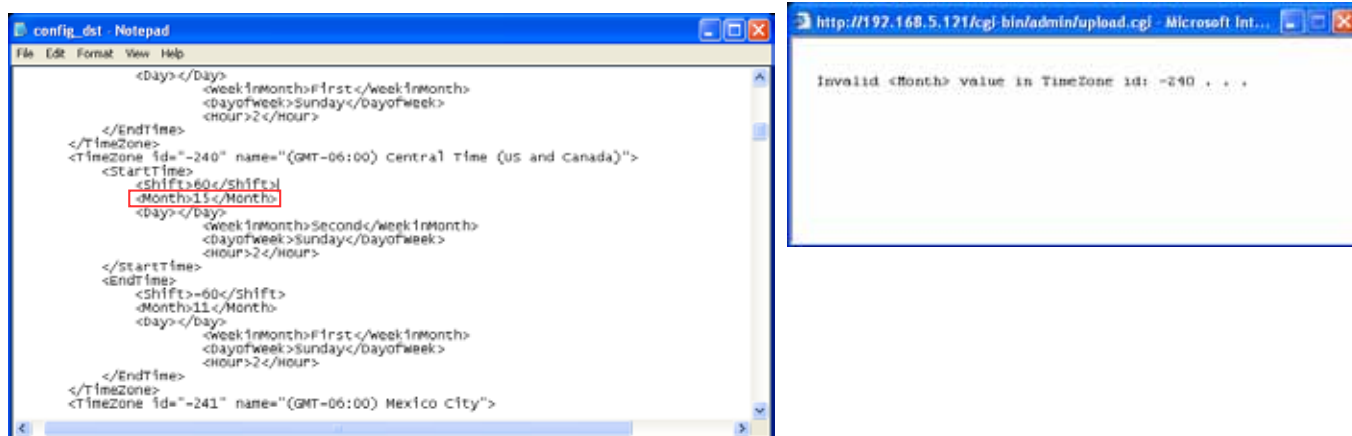 config_dst - Notepad
File Edit Format View Help
<Day></Day>
<WeekInMonth>First</WeekInMonth>
<DayofWeek>Sunday</DayofWeek>
<Hour>2</Hour>
</EndTime>
</TimeZone>
<TimeZone id="-240" name="(GMT-06:00) Central Time (US and Canada)">
<StartTime>
<Shift>60</Shift>
<Month>15</Month>
<Day></Day>
<WeekInMonth>Second</WeekInMonth>
<DayofWeek>Sunday</DayofWeek>
<Hour>2</Hour>
</StartTime>
<EndTime>
<Shift>-60</Shift>
<Month>11</Month>
<Day></Day>
<WeekInMonth>First</WeekInMonth>
<DayofWeek>Sunday</DayofWeek>
<Hour>2</Hour>
</EndTime>
</TimeZone>
<TimeZone id="-241" name="(GMT-06:00) Mexico City">
http://192.168.5.121/cgi-bin/admin/upload.cgi - Microsoft Int...
Invalid <Month> value in TimeZone id: -240 . . .